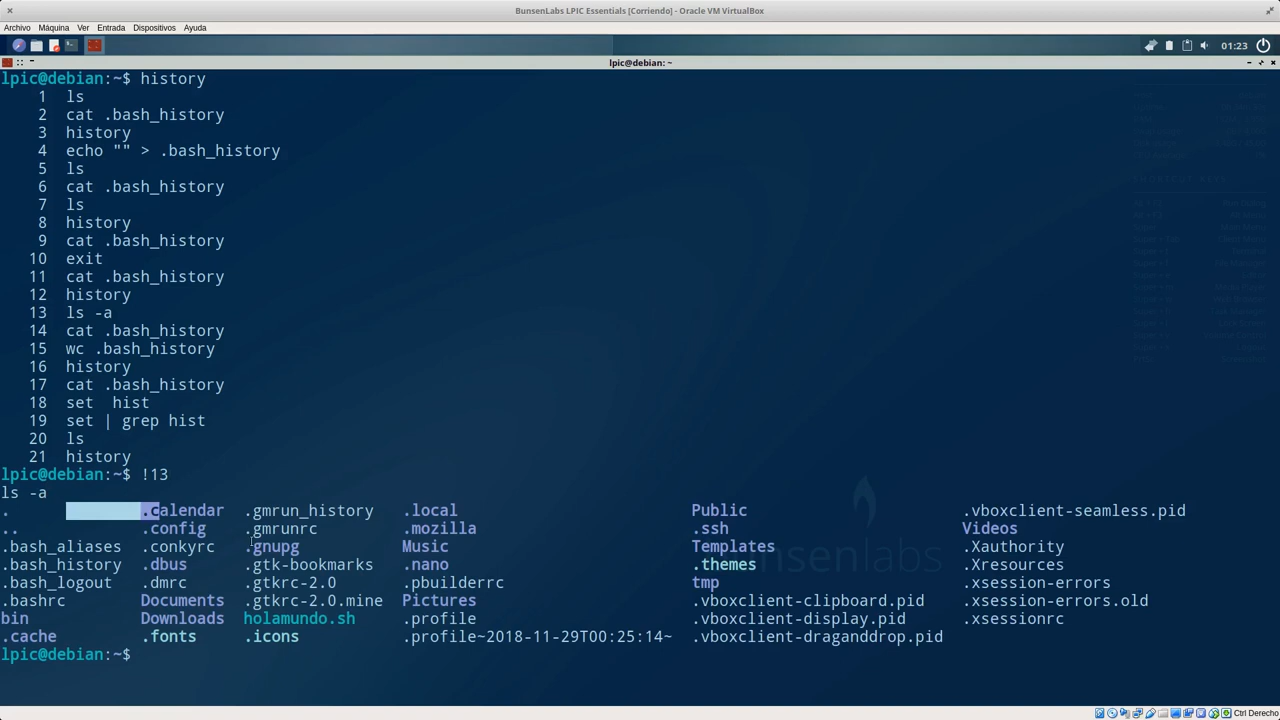 BunsenLabs LPIC Essentials [Corriendo] - Oracle VM VirtualBox
Archivo Máquina Ver Entrada Dispositivos Ayuda
01:23
lpic@debian: ~
lpic@debian:~$ history
1 ls
2 cat .bash_history
3 history
4 echo "" > .bash_history
5 ls
6 cat .bash_history
7 ls
8 history
9 cat .bash_history
10 exit
11 cat .bash_history
12 history
13 ls -a
14 cat .bash_history
15 wc .bash_history
16 history
17 cat .bash_history
18 set  hist
19 set | grep hist
20 ls
21 history
lpic@debian:~$ !13
ls -a
. .calendar .gmrun_history .local Public .vboxclient-seamless.pid
.. .config .gmrunrc .mozilla .ssh Videos
.bash_aliases .conkyrc .gnupg Music Templates .Xauthority
.bash_history .dbus .gtk-bookmarks .nano .themes .Xresources
.bash_logout .dmrc .gtkrc-2.0 .pbuilderrc tmp .xsession-errors
.bashrc Documents .gtkrc-2.0.mine Pictures .vboxclient-clipboard.pid .xsession-errors.old
bin Downloads holamundo.sh .profile .vboxclient-display.pid .xsessionrc
.cache .fonts .icons .profile~2018-11-29T00:25:14~ .vboxclient-draganddrop.pid
lpic@debian:~$
Ctrl Derecho